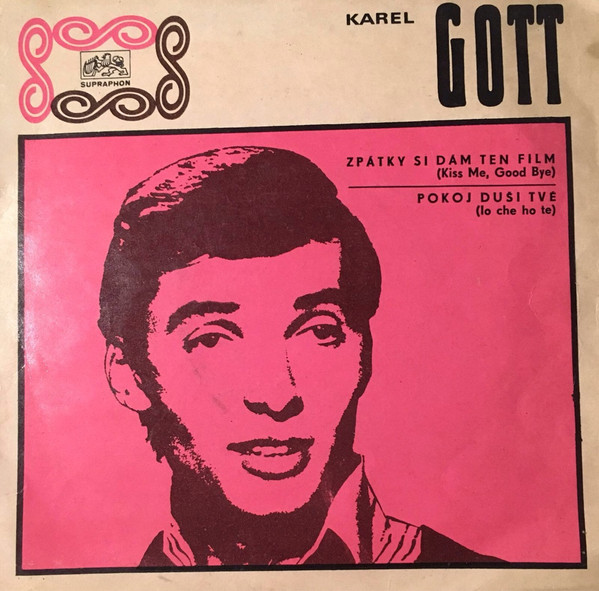 SUPRAPHON
KAREL GOTT
ZPÁTKY SI DÁM TEN FILM
(Kiss Me, Good Bye)
POKOJ DUŠI TVÉ
(Io che ho te)